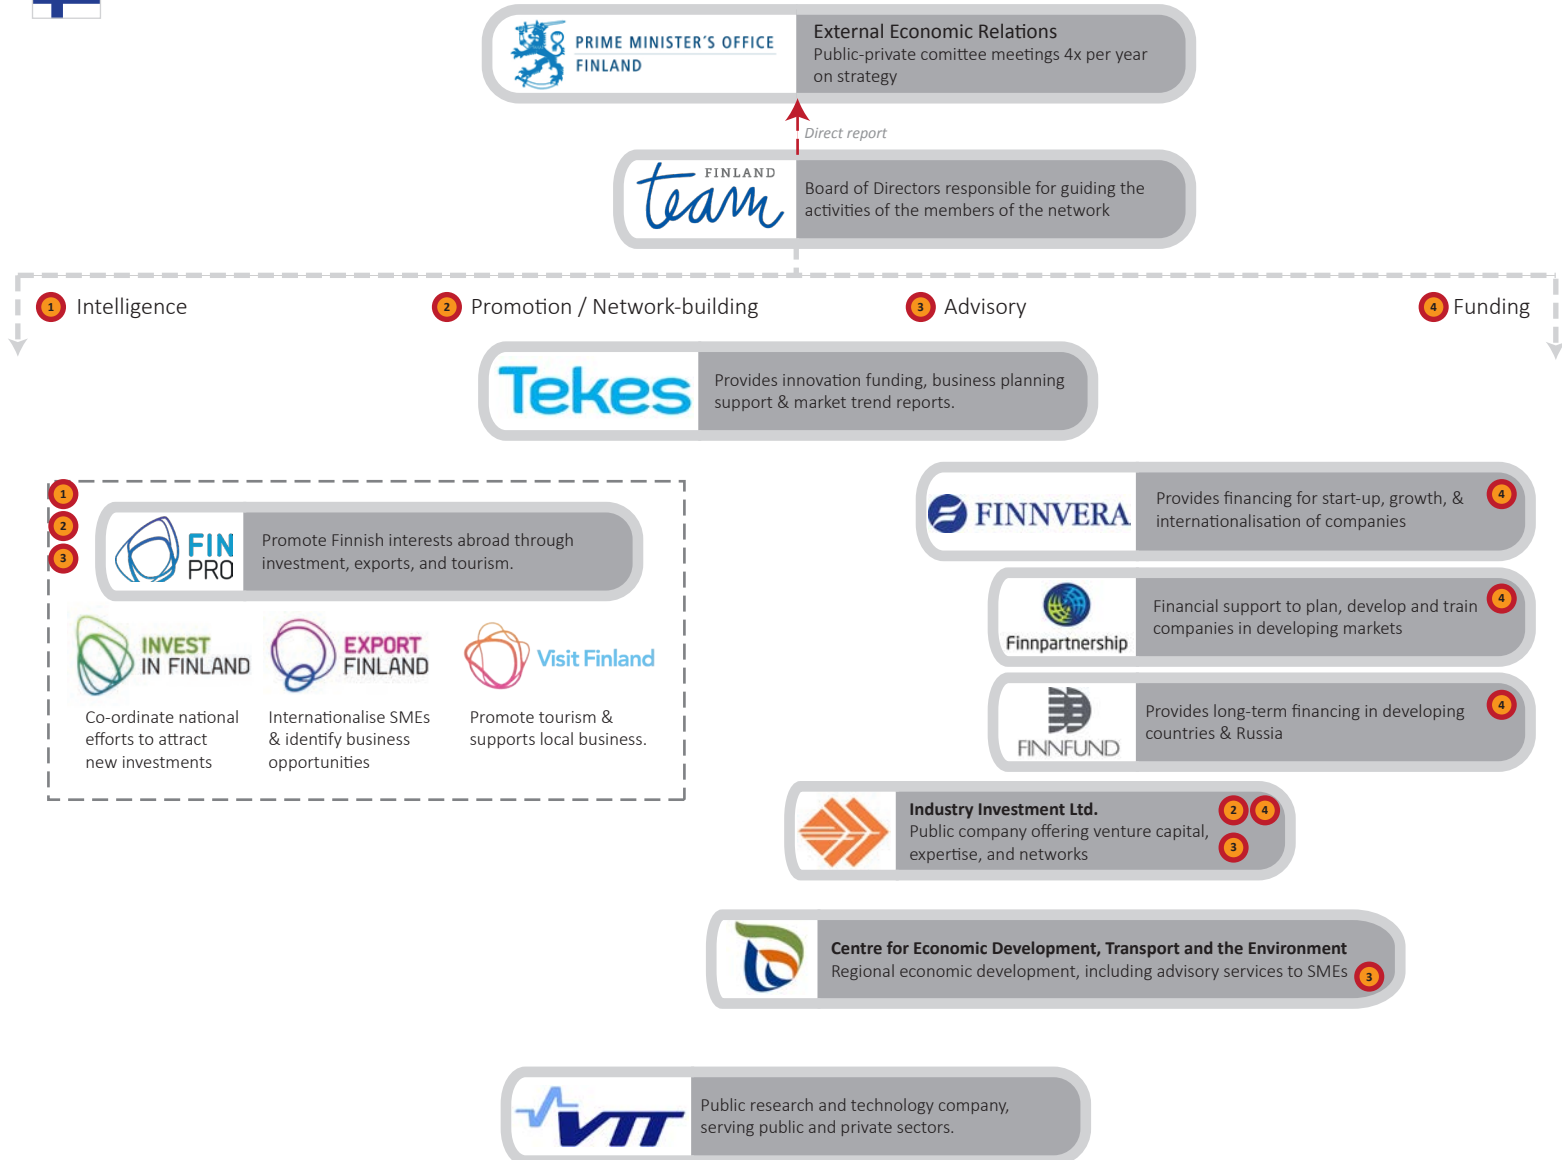 PRIME MINISTER'S OFFICE
FINLAND
External Economic Relations
Public-private comittee meetings 4x per year
on strategy
Direct report
FINLAND
team
Board of Directors responsible for guiding the
activities of the members of the network
1 Intelligence
2 Promotion / Network-building
3 Advisory
4 Funding
Tekes
Provides innovation funding, business planning
support & market trend reports.
1
2
3
FIN
PRO
Promote Finnish interests abroad through
investment, exports, and tourism.
INVEST
IN FINLAND
Co-ordinate national
efforts to attract
new investments
EXPORT
FINLAND
Internationalise SMEs
& identify business
opportunities
Visit Finland
Promote tourism &
supports local business.
FINNVERA
Provides financing for start-up, growth, &
internationalisation of companies
4
Finnpartnership
Financial support to plan, develop and train
companies in developing markets
4
FINNFUND
Provides long-term financing in developing
countries & Russia
4
Industry Investment Ltd.
Public company offering venture capital,
expertise, and networks
2 4
3
Centre for Economic Development, Transport and the Environment
Regional economic development, including advisory services to SMEs
3
VTT
Public research and technology company,
serving public and private sectors.